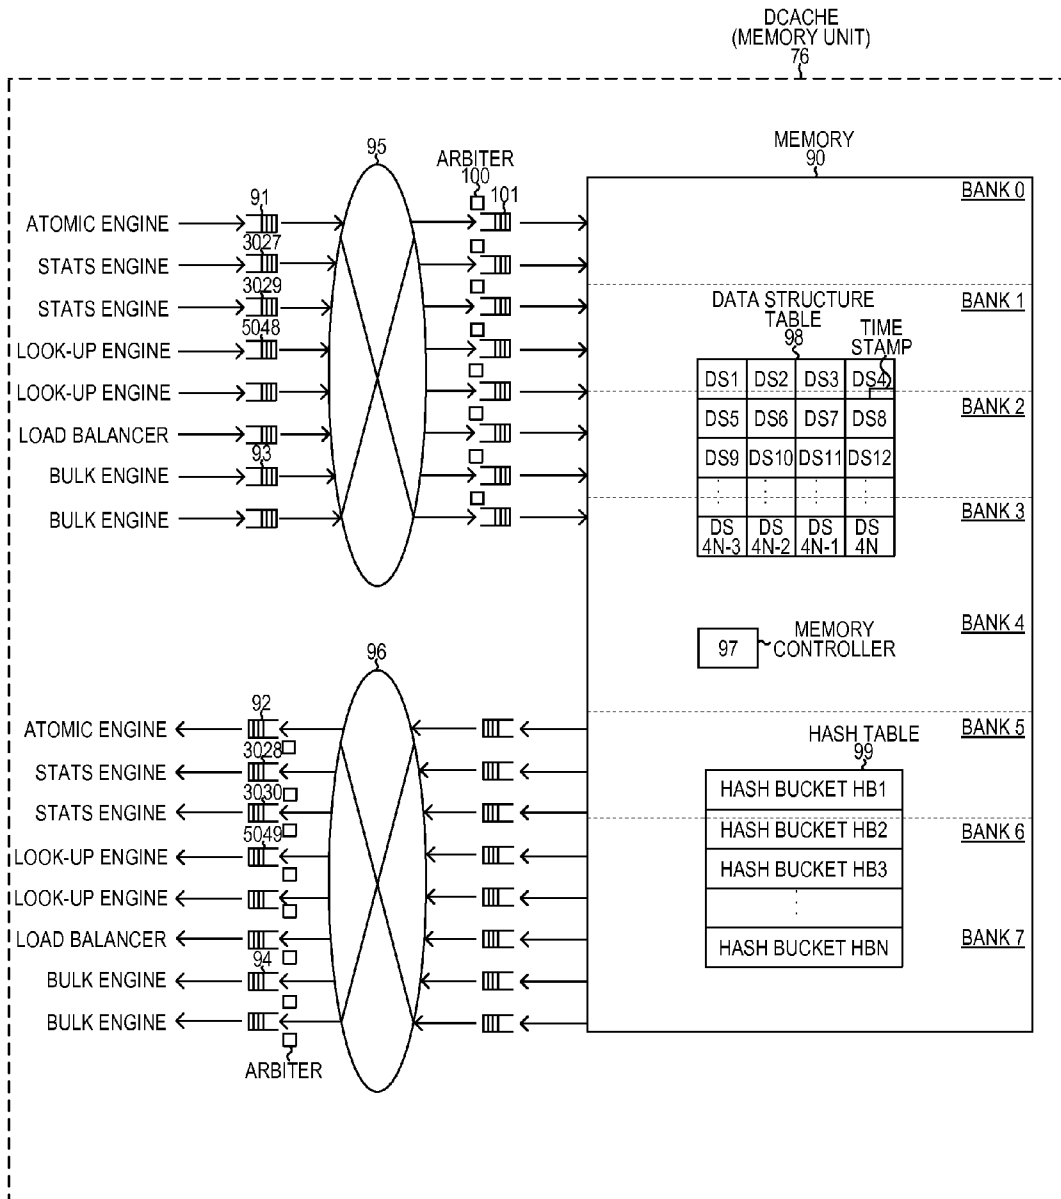 DCACHE
(MEMORY UNIT)
76
MEMORY
90
95
ARBITER
100
101
91
ATOMIC ENGINE
3027
STATS ENGINE
3029
STATS ENGINE
5048
LOOK-UP ENGINE
LOOK-UP ENGINE
LOAD BALANCER
93
BULK ENGINE
BULK ENGINE
BANK 0
BANK 1
DATA STRUCTURE
TABLE
98
TIME
STAMP
DS1 DS2 DS3 DS4
BANK 2
DS5 DS6 DS7 DS8
DS9 DS10 DS11 DS12
BANK 3
DS 4N-3 DS 4N-2 DS 4N-1 DS 4N
BANK 4
97
MEMORY
CONTROLLER
96
92
ATOMIC ENGINE
3028
STATS ENGINE
3030
STATS ENGINE
5049
LOOK-UP ENGINE
LOOK-UP ENGINE
LOAD BALANCER
94
BULK ENGINE
BULK ENGINE
ARBITER
BANK 5
HASH TABLE
99
HASH BUCKET HB1
HASH BUCKET HB2
BANK 6
HASH BUCKET HB3
HASH BUCKET HBN
BANK 7